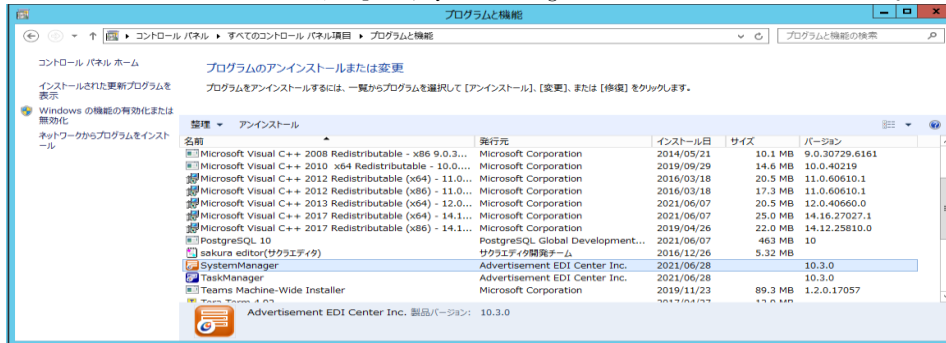 プログラムと機能
コントロール パネル ▸ すべてのコントロール パネル項目 ▸ プログラムと機能
プログラムと機能の検索
コントロール パネル ホーム
インストールされた更新プログラムを
表示
Windows の機能の有効化または
無効化
ネットワークからプログラムをインスト
ール
プログラムのアンインストールまたは変更
プログラムをアンインストールするには、一覧からプログラムを選択して [アンインストール]、[変更]、または [修復] をクリックします。
整理 アンインストール
名前 発行元 インストール日 サイズ バージョン
Microsoft Visual C++ 2008 Redistributable - x86 9.0.3... Microsoft Corporation 2014/05/21 10.1 MB 9.0.30729.6161
Microsoft Visual C++ 2010 x64 Redistributable - 10.0.... Microsoft Corporation 2019/09/29 14.6 MB 10.0.40219
Microsoft Visual C++ 2012 Redistributable (x64) - 11.0... Microsoft Corporation 2016/03/18 20.5 MB 11.0.60610.1
Microsoft Visual C++ 2012 Redistributable (x86) - 11.0... Microsoft Corporation 2016/03/18 17.3 MB 11.0.60610.1
Microsoft Visual C++ 2013 Redistributable (x64) - 12.0... Microsoft Corporation 2021/06/07 20.5 MB 12.0.40660.0
Microsoft Visual C++ 2017 Redistributable (x64) - 14.1... Microsoft Corporation 2021/06/07 25.0 MB 14.16.27027.1
Microsoft Visual C++ 2017 Redistributable (x86) - 14.1... Microsoft Corporation 2019/04/26 22.0 MB 14.12.25810.0
PostgreSQL 10 PostgreSQL Global Development... 2021/06/07 463 MB 10
sakura editor(サクラエディタ) サクラエディタ開発チーム 2016/12/26 5.32 MB
SystemManager Advertisement EDI Center Inc. 2021/06/28 10.3.0
TaskManager Advertisement EDI Center Inc. 2021/06/28 10.3.0
Teams Machine-Wide Installer Microsoft Corporation 2019/11/23 89.3 MB 1.2.0.17057
Advertisement EDI Center Inc. 製品バージョン: 10.3.0